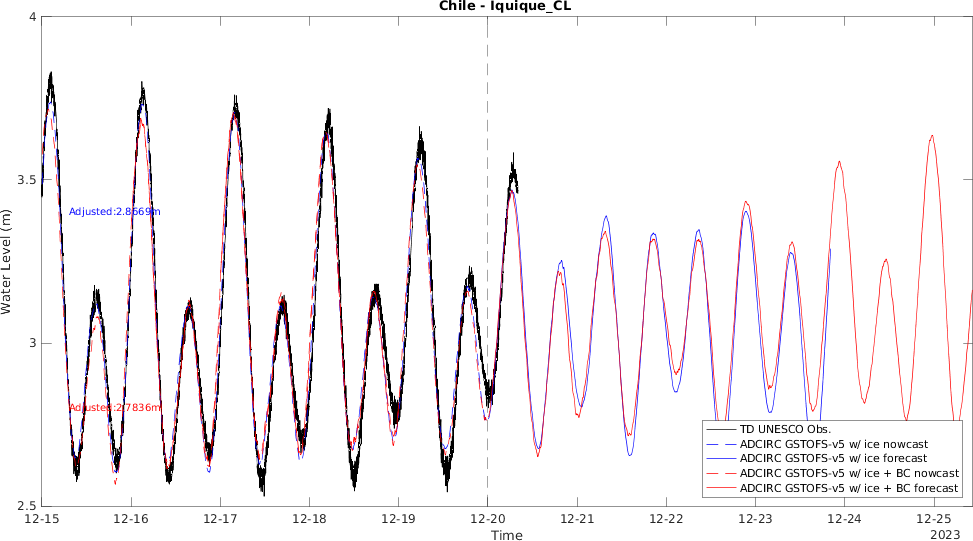 Chile - Iquique_CL
4
3.5
3
2.5
Water Level (m)
Adjusted:2.8669m
Adjusted:2.7836m
TD UNESCO Obs.
ADCIRC GSTOFS-v5 w/ ice nowcast
ADCIRC GSTOFS-v5 w/ ice forecast
ADCIRC GSTOFS-v5 w/ ice + BC nowcast
ADCIRC GSTOFS-v5 w/ ice + BC forecast
12-15 12-16 12-17 12-18 12-19 12-20 12-21 12-22 12-23 12-24 12-25
Time
2023